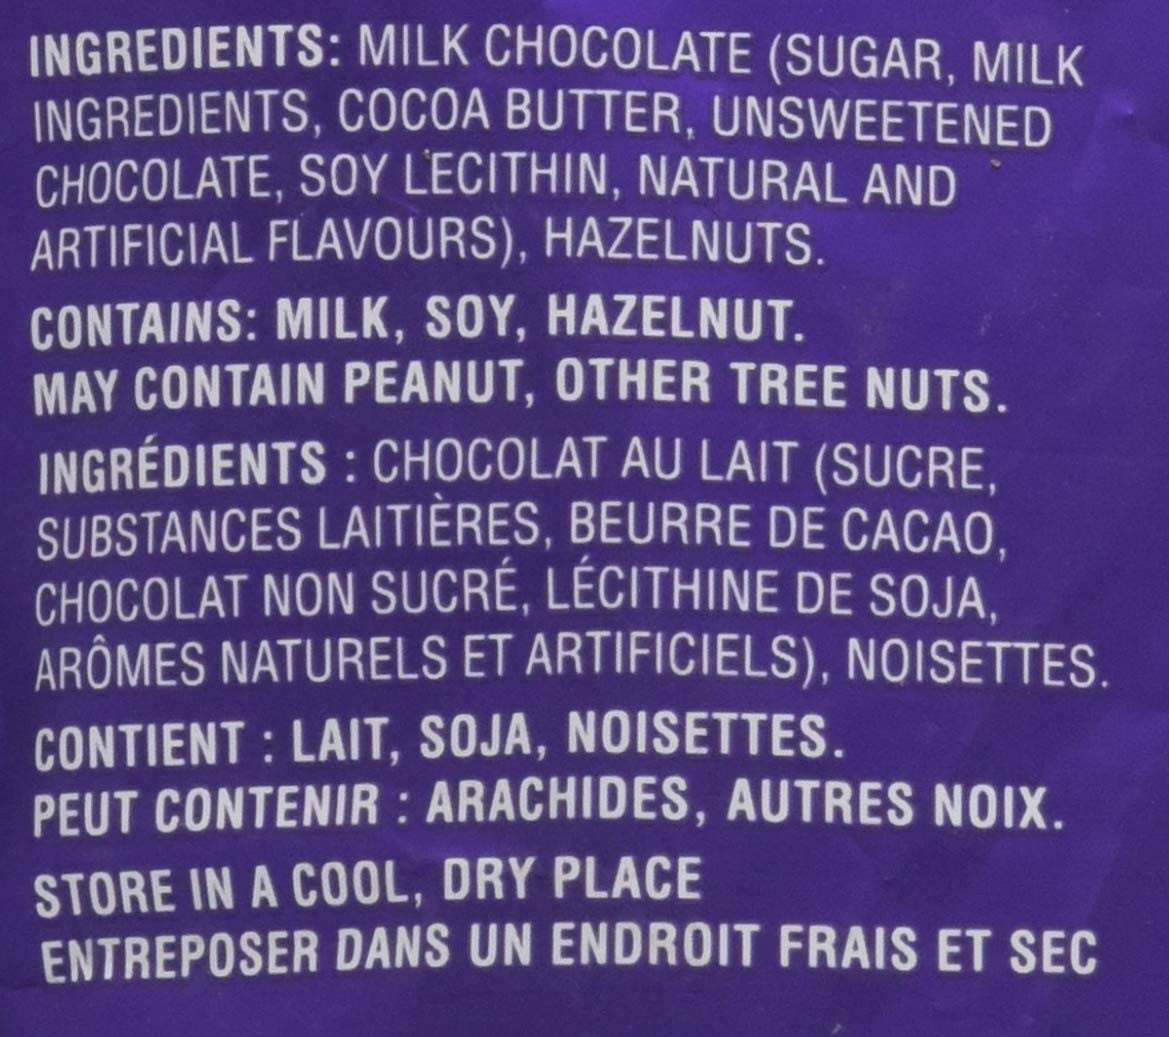 INGREDIENTS: MILK CHOCOLATE (SUGAR, MILK
INGREDIENTS, COCOA BUTTER, UNSWEETENED
CHOCOLATE, SOY LECITHIN, NATURAL AND
ARTIFICIAL FLAVOURS), HAZELNUTS.
CONTAINS: MILK, SOY, HAZELNUT.
MAY CONTAIN PEANUT, OTHER TREE NUTS.
INGRÉDIENTS : CHOCOLAT AU LAIT (SUCRE,
SUBSTANCES LAITIÈRES, BEURRE DE CACAO,
CHOCOLAT NON SUCRÉ, LÉCITHINE DE SOJA,
ARÔMES NATURELS ET ARTIFICIELS), NOISETTES.
CONTIENT : LAIT, SOJA, NOISETTES.
PEUT CONTENIR : ARACHIDES, AUTRES NOIX.
STORE IN A COOL, DRY PLACE
ENTREPOSER DANS UN ENDROIT FRAIS ET SEC